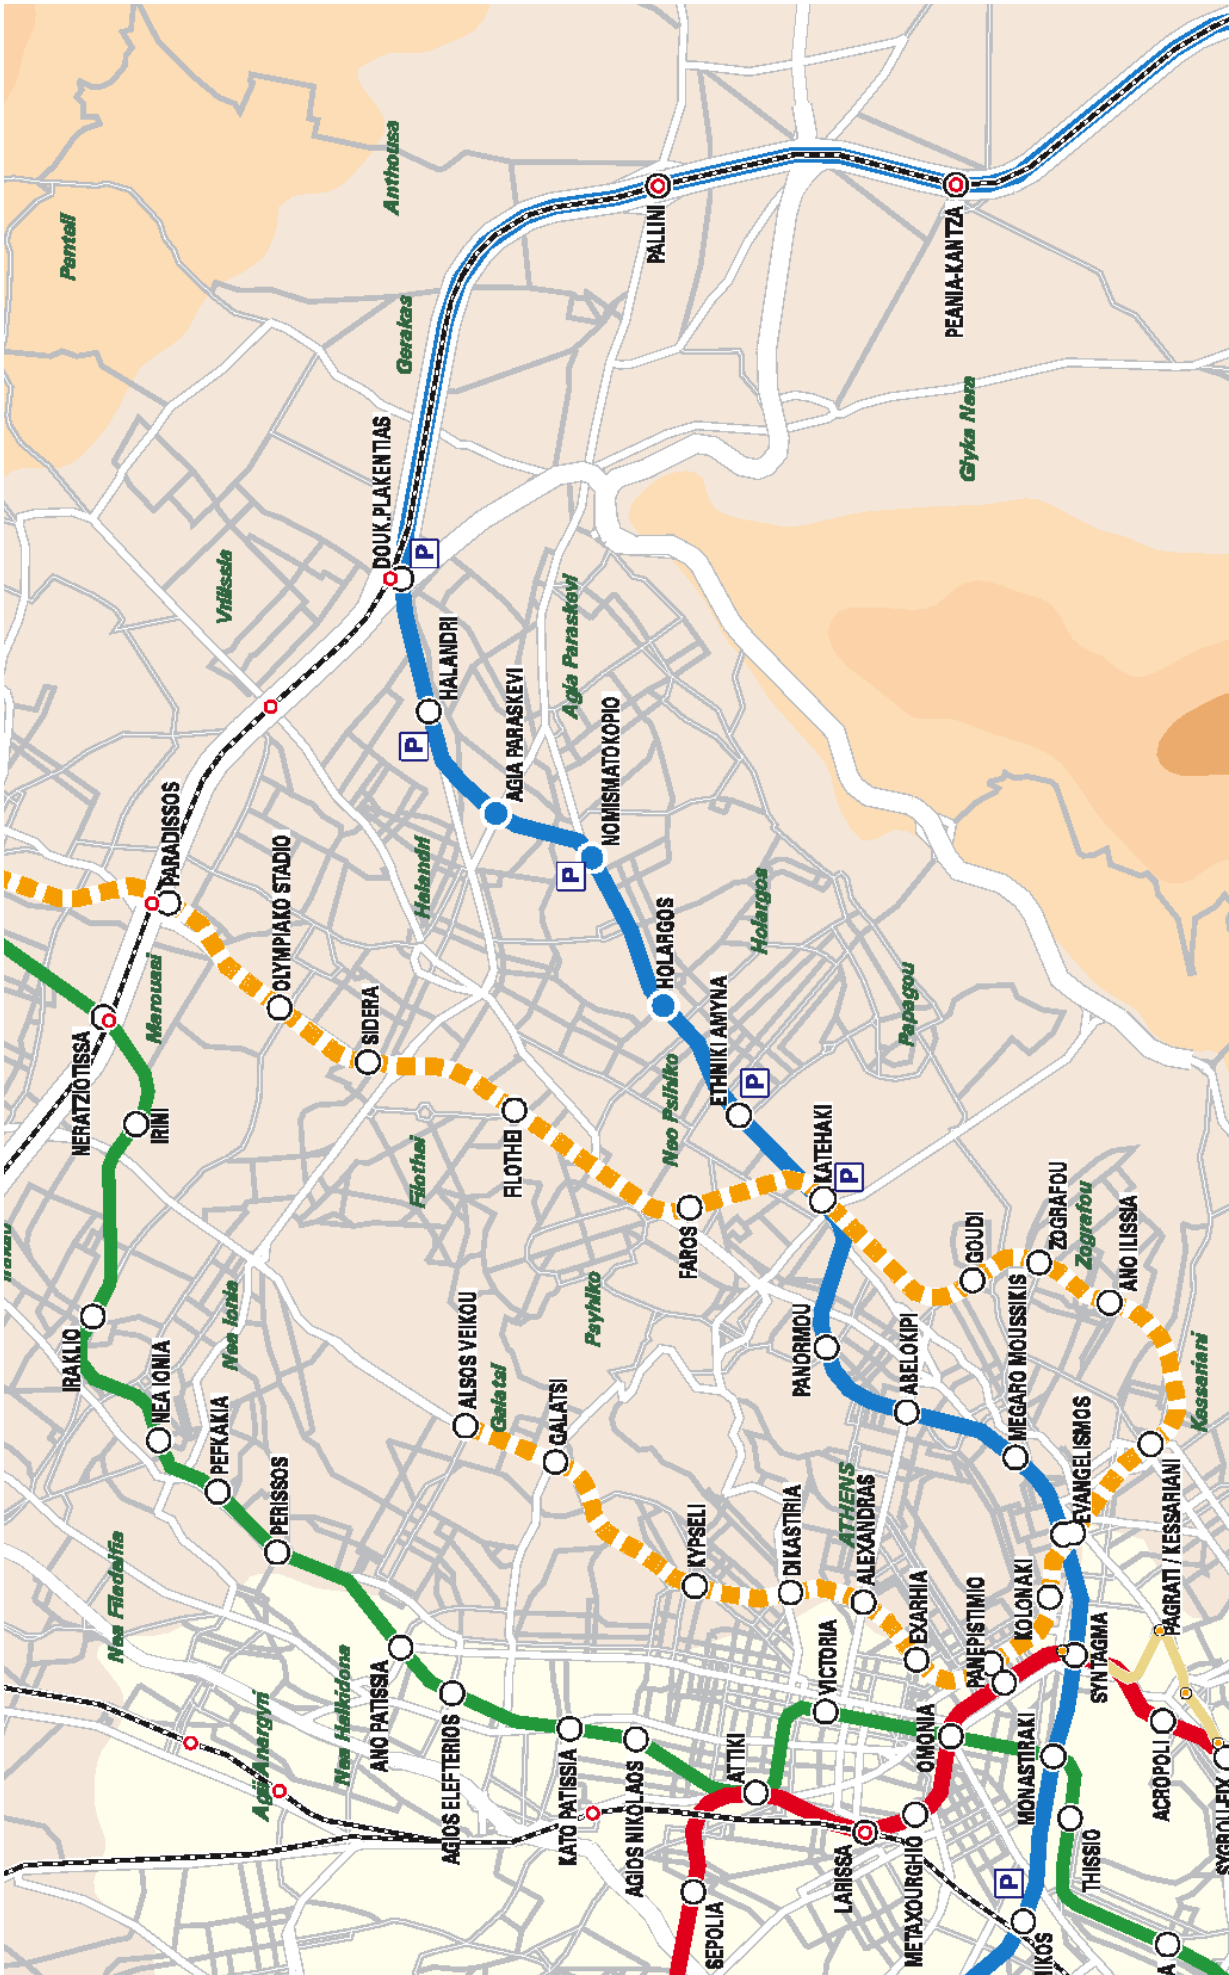 Pentali
NERATZIOTISSA
IRAKLIO
Nea Filadelfia
Marousai
IRINI
NEA IONIA
PARADISSOS
Vrilissia
PEFKAKIA
Nea Ionia
Agii Anargyri
OLYMPIAKO STADIO
PERISSOS
Nea Halkidona
SIDERA
ANO PATISSIA
DOUK.PLAKENTIAS
Anthousa
Gerakas
Halandri
Filothei
P
P
HALANDRI
AGIOS ELEFTERIOS
ALSOS VEIKOU
Galatsi
AGIA PARASKEVI
FILOTHEI
GALATSI
Agia Paraskevi
P
KATO PATISSIA
Psyhiko
NOMISMATOKOPIO
AGIOS NIKOLAOS
PALLINI
HOLARGOS
Neo Psihiko
FAROS
KYPSELI
SEPOLIA
ETHNIKI AMYNA
P
ATTIKI
Holargos
DIKASTIRIA
PANORMOU
KATEHAKI
P
VICTORIA
LARISSA
ATHENS
ALEXANDRAS
Papagou
ABELOKIPI
METAXOURGHIO
EXARHIA
OMONIA
PEANIA-KANTZA
Glyka Nera
GOUDI
PANEPISTIMIO
P
MEGARO MOUSSIKIS
KOLONAKI
MONASTIRAKI
ZOGRAFOU
Zografou
EVANGELISMOS
THISSIO
SYNTAGMA
ANO ILISSIA
ACROPOLI
PAGRATI / KESSARIANI
Kessariani